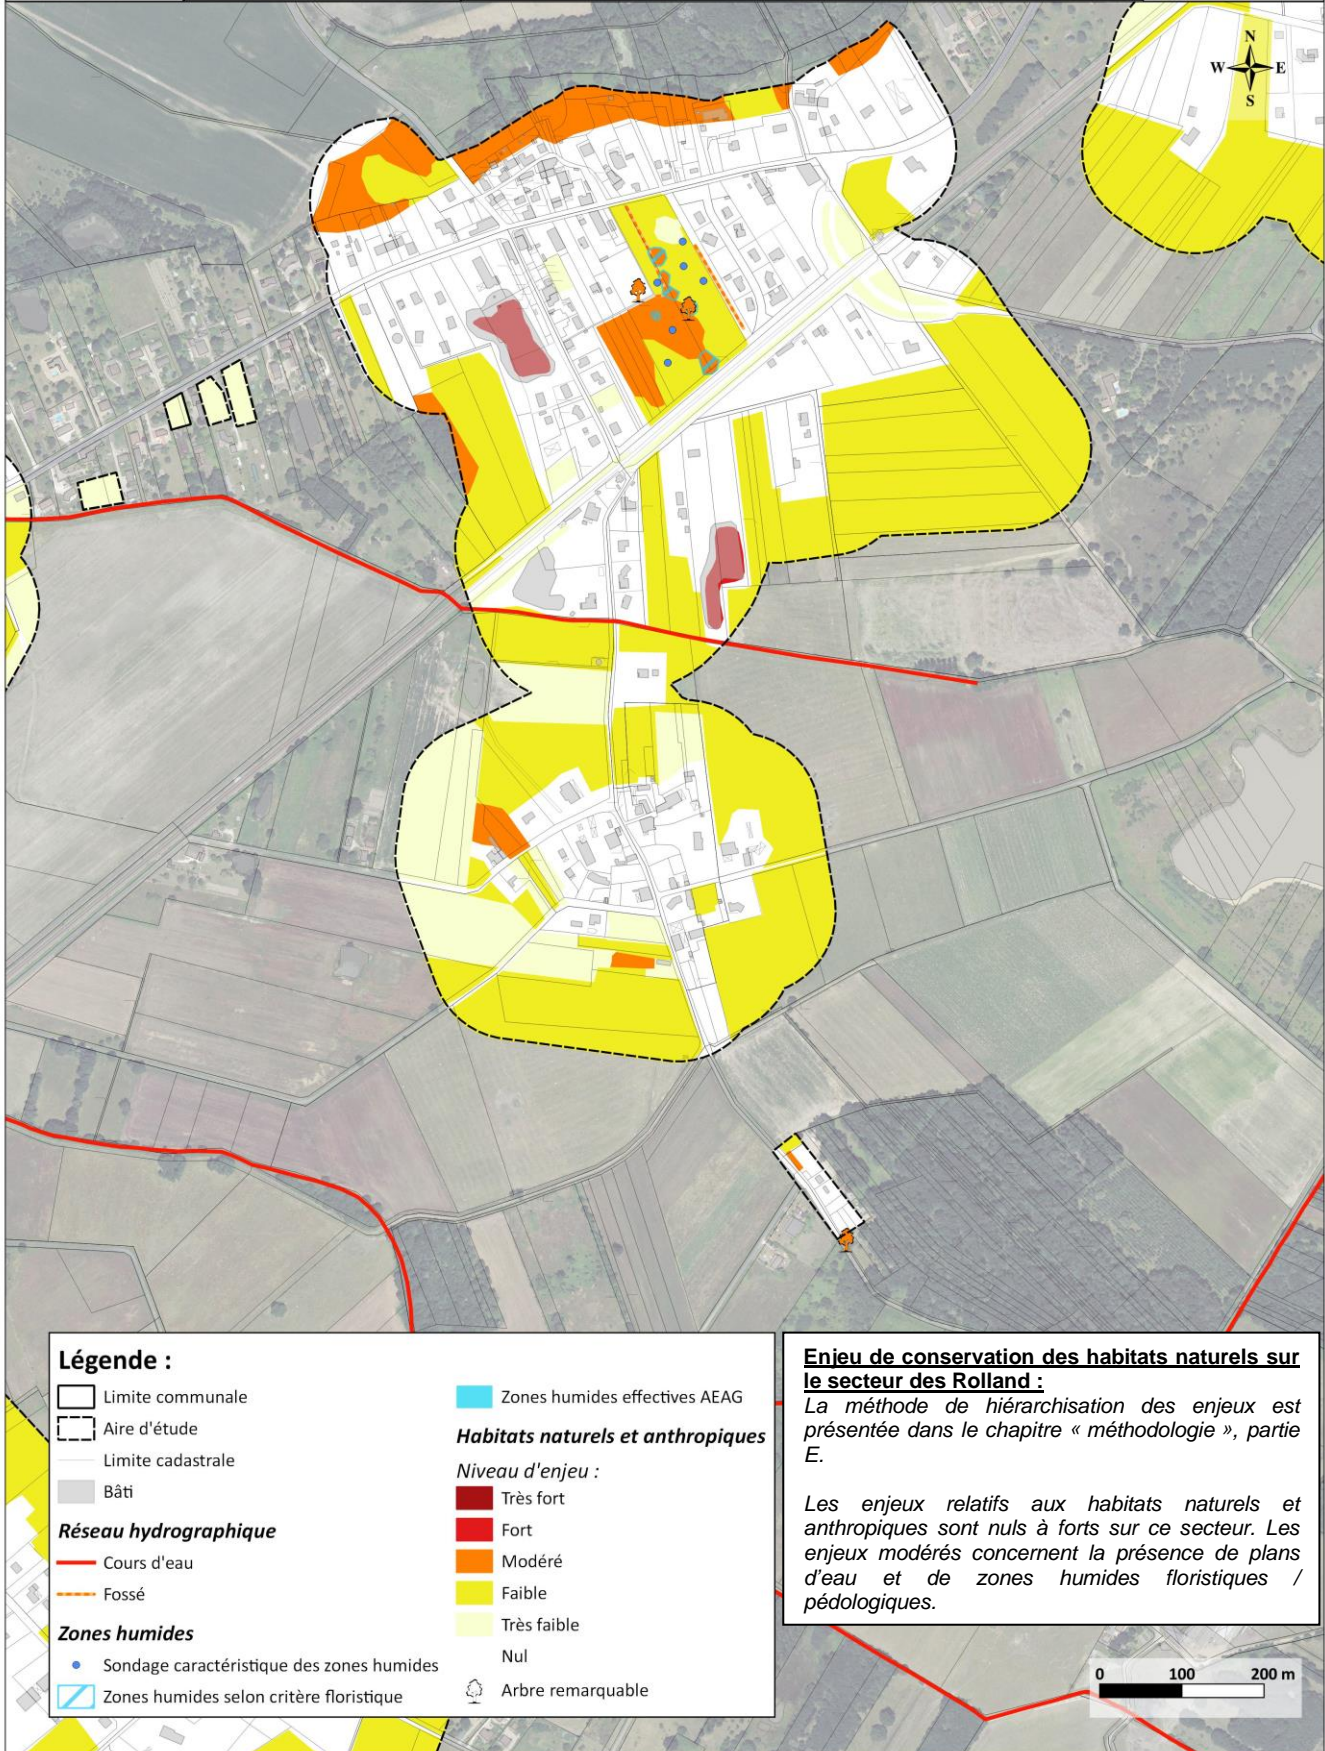 N
W E
S
Légende :
Limite communale
Aire d'étude
Limite cadastrale
Bâti
Réseau hydrographique
Cours d'eau
Fossé
Zones humides
Sondage caractéristique des zones humides
Zones humides selon critère floristique
Zones humides effectives AEAG
Habitats naturels et anthropiques
Niveau d'enjeu :
Très fort
Fort
Modéré
Faible
Très faible
Nul
Arbre remarquable
Enjeu de conservation des habitats naturels sur
le secteur des Rolland :
La méthode de hiérarchisation des enjeux est
présentée dans le chapitre « méthodologie », partie
E.
Les enjeux relatifs aux habitats naturels et
anthropiques sont nuls à forts sur ce secteur. Les
enjeux modérés concernent la présence de plans
d'eau et de zones humides floristiques /
pédologiques.
0 100 200 m